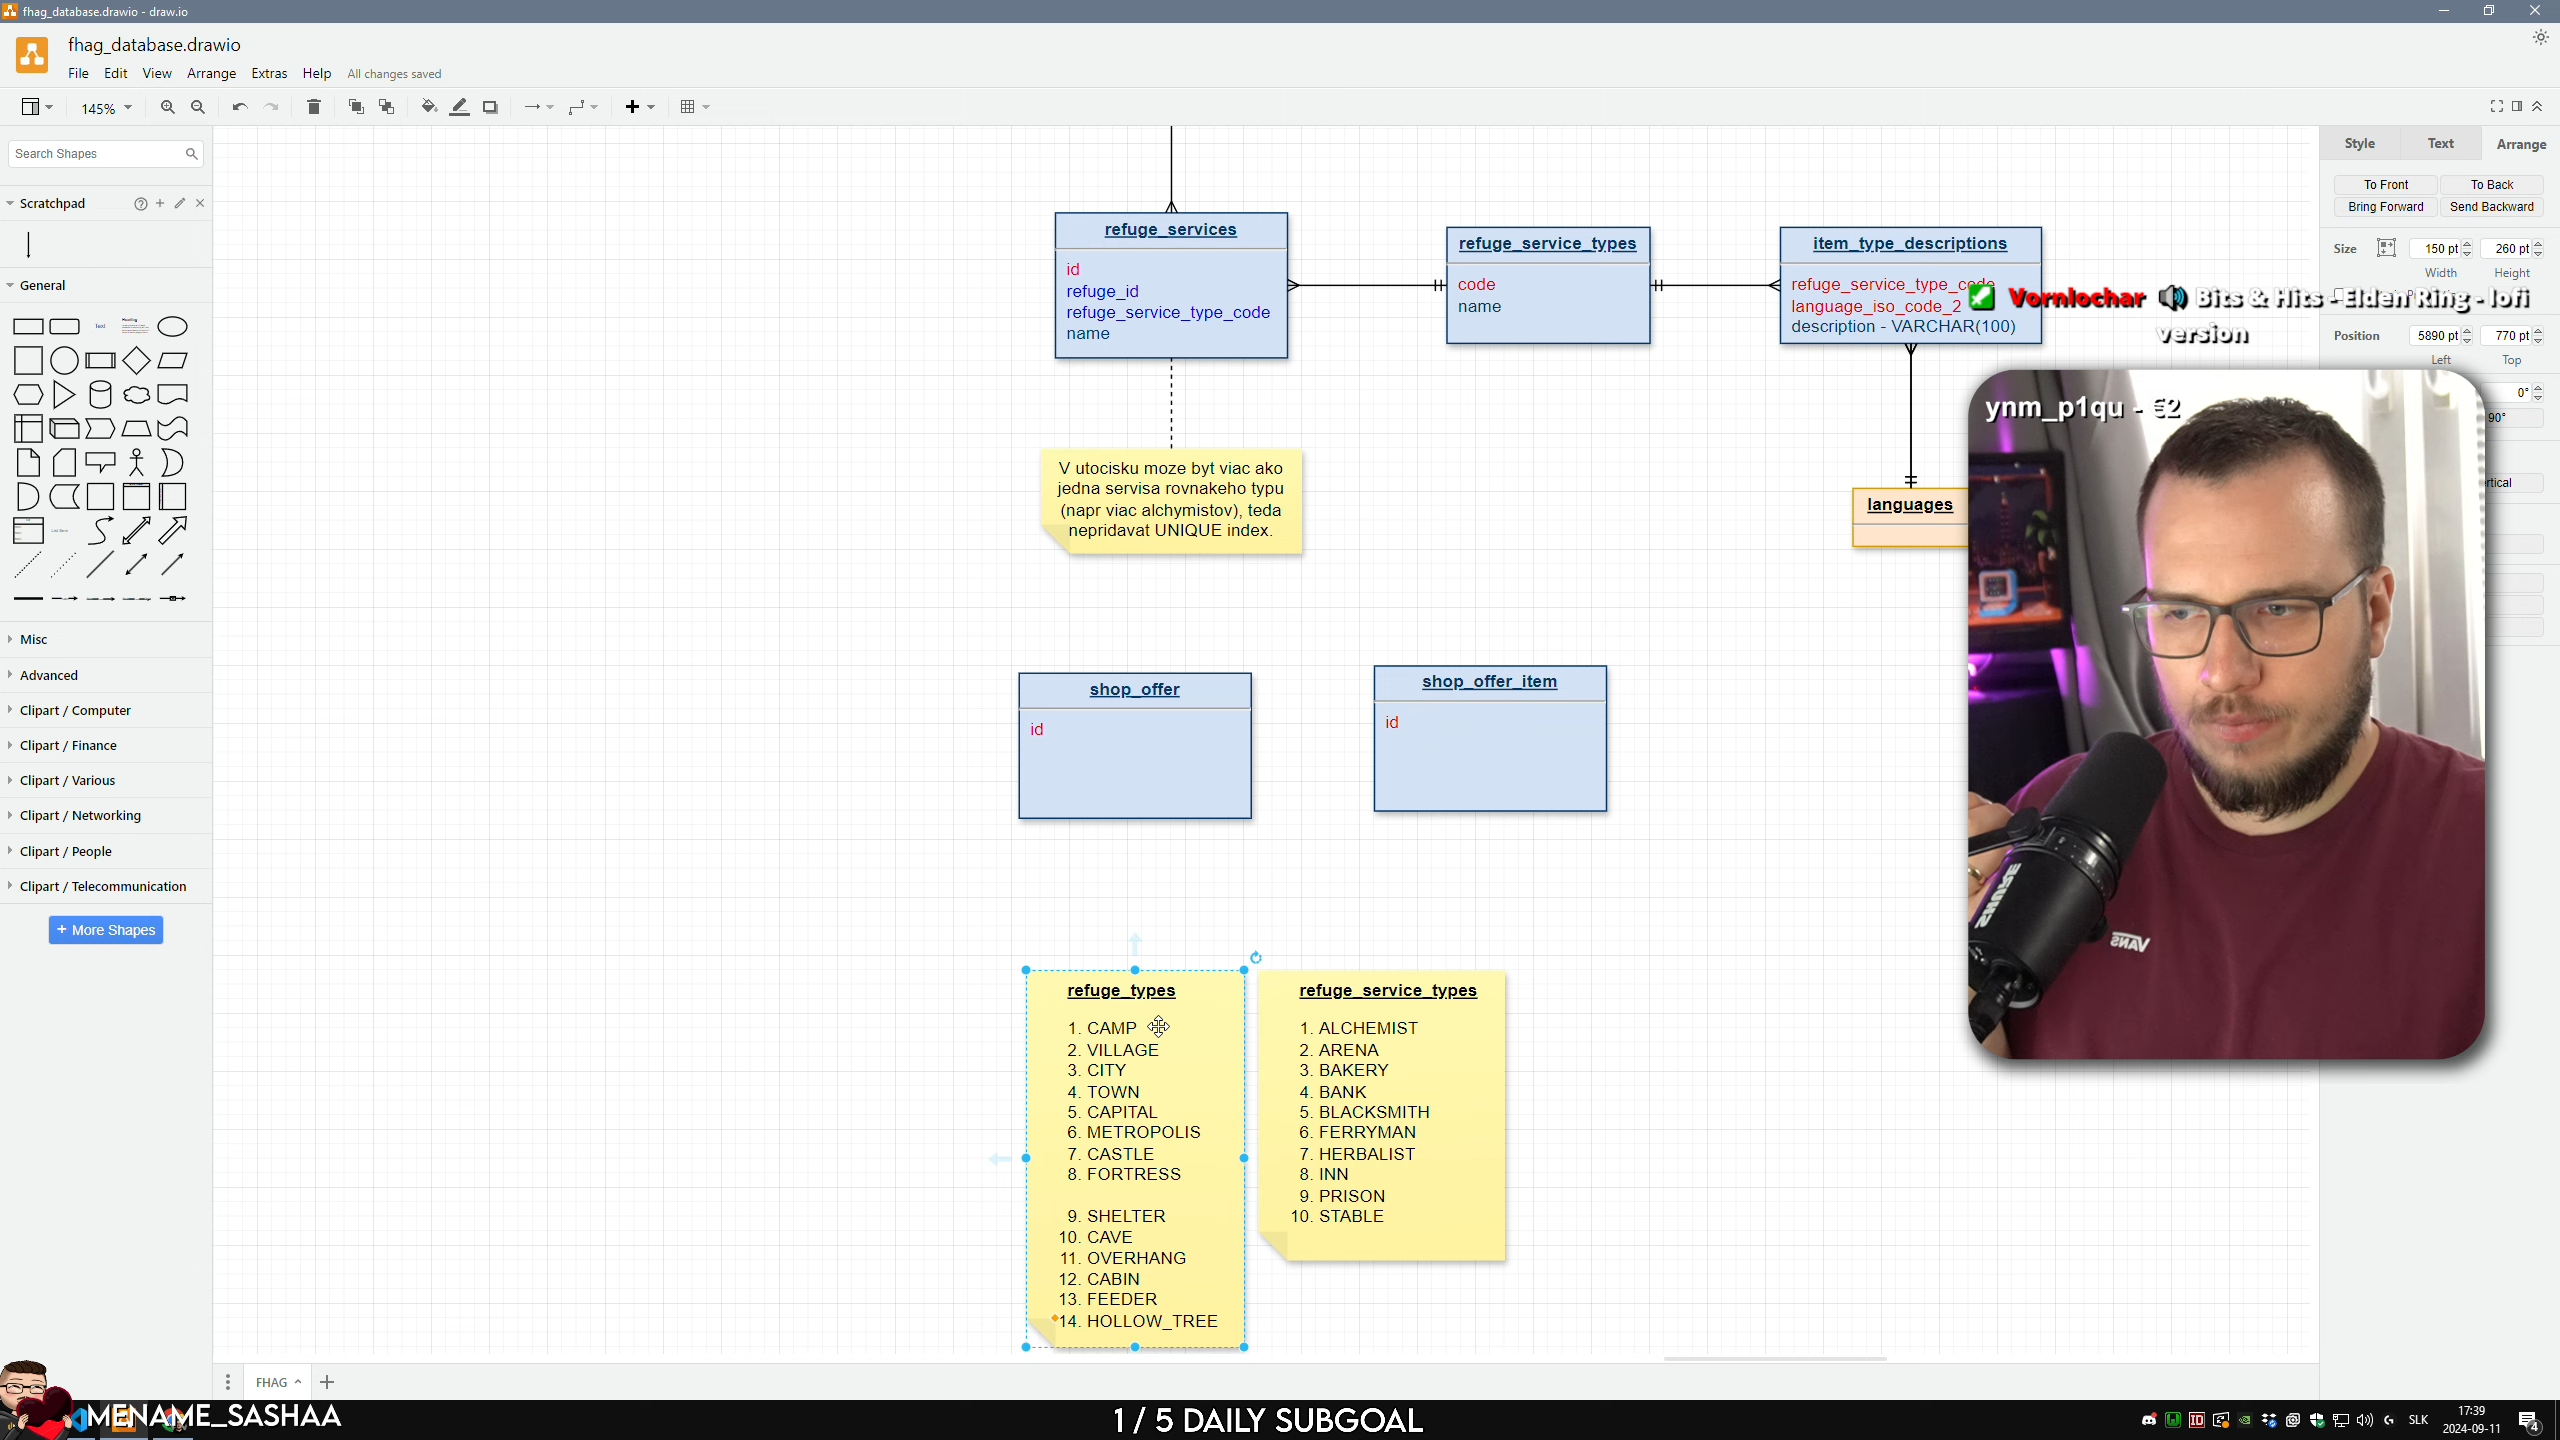 fhag_database.drawio - draw.io
fhag_database.drawio
File Edit View Arrange Extras Help All changes saved
145%
Search Shapes
Scratchpad
General
Text
Misc
Advanced
Clipart / Computer
Clipart / Finance
Clipart / Various
Clipart / Networking
Clipart / People
Clipart / Telecommunication
+ More Shapes
refuge_services
id
refuge_id
refuge_service_type_code
name
refuge_service_types
code
name
item_type_descriptions
refuge_service_type_code
language_iso_code_2
description - VARCHAR(100)
V utocisku moze byt viac ako
jedna servisa rovnakeho typu
(napr viac alchymistov), teda
nepridavat UNIQUE index.
languages
shop_offer
id
shop_offer_item
id
refuge_types
1. CAMP
2. VILLAGE
3. CITY
4. TOWN
5. CAPITAL
6. METROPOLIS
7. CASTLE
8. FORTRESS
9. SHELTER
10. CAVE
11. OVERHANG
12. CABIN
13. FEEDER
14. HOLLOW_TREE
refuge_service_types
1. ALCHEMIST
2. ARENA
3. BAKERY
4. BANK
5. BLACKSMITH
6. FERRYMAN
7. HERBALIST
8. INN
9. PRISON
10. STABLE
Style Text Arrange
To Front To Back
Bring Forward Send Backward
Size 150 pt 260 pt
Width Height
Vornlochar Bits & Hits - Elden Ring - lofi
version
Position 5890 pt 770 pt
Left Top
0°
90°
rtical
ynm_p1qu - €2
SHURE
VANS
FHAG
MENAME_SASHAA
1 / 5 DAILY SUBGOAL
SLK
17:39
2024-09-11
4